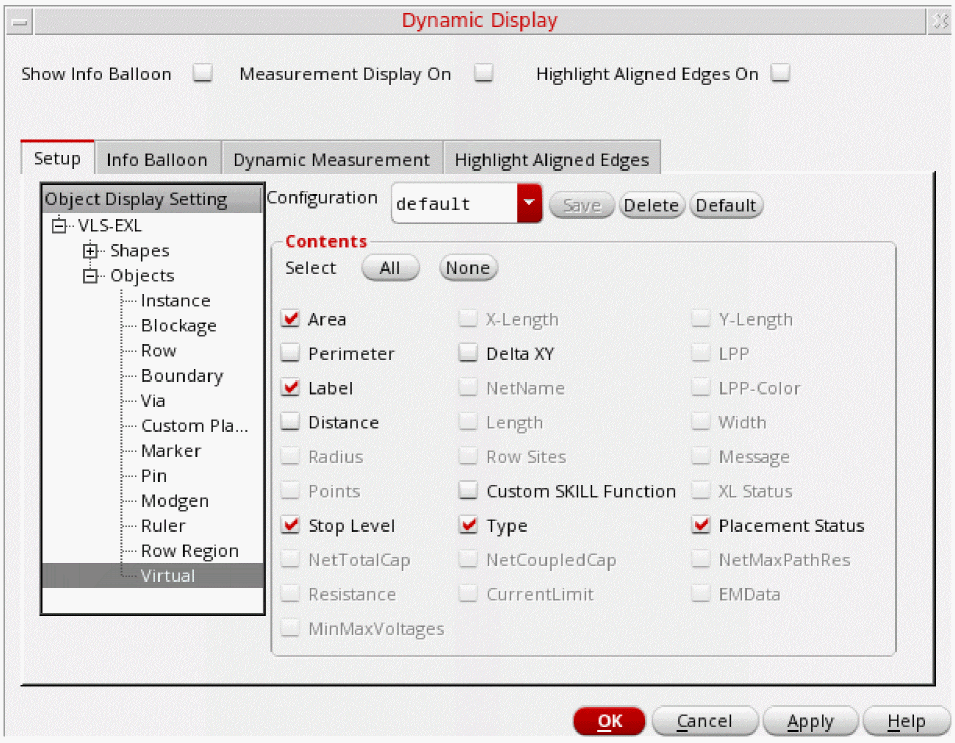 Dynamic Display
Show Info Balloon Measurement Display On Highlight Aligned Edges On
Setup Info Balloon Dynamic Measurement Highlight Aligned Edges
Object Display Setting
VLS-EXL
Shapes
Objects
Instance
Blockage
Row
Boundary
Via
Custom Pla...
Marker
Pin
Modgen
Ruler
Row Region
Virtual
Configuration default Save Delete Default
Contents
Select All None
Area X-Length Y-Length
Perimeter Delta XY LPP
Label NetName LPP-Color
Distance Length Width
Radius Row Sites Message
Points Custom SKILL Function XL Status
Stop Level Type Placement Status
NetTotalCap NetCoupledCap NetMaxPathRes
Resistance CurrentLimit EMData
MinMaxVoltages
OK Cancel Apply Help